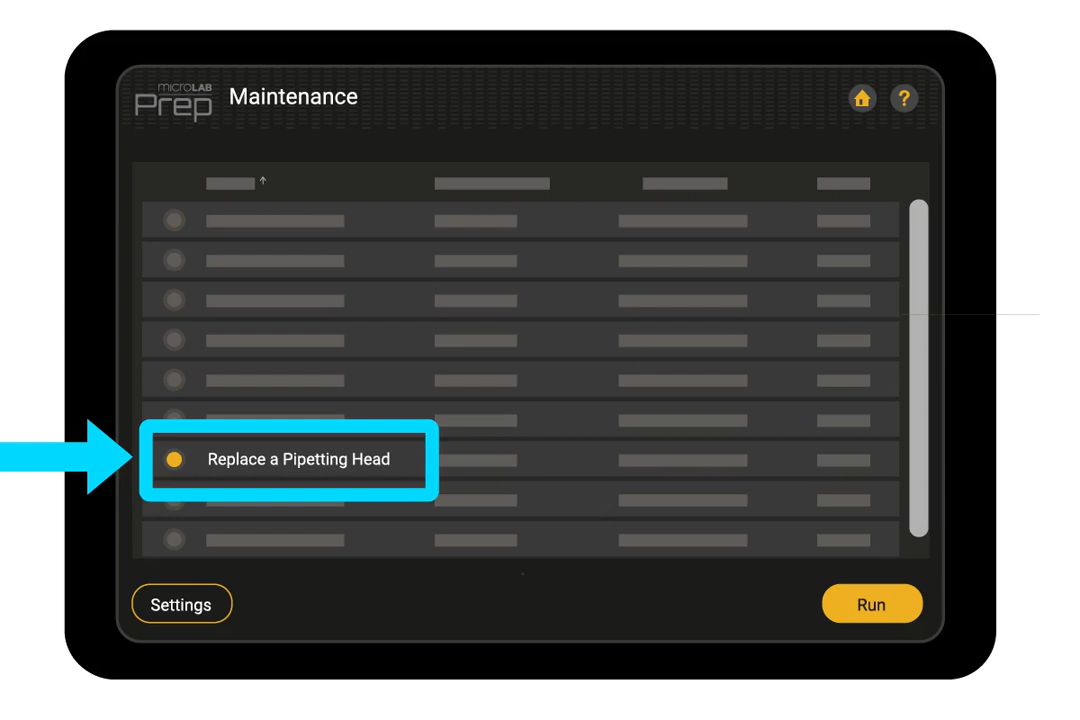 microLAB
Prep
Maintenance
?
Replace a Pipetting Head
Settings
Run